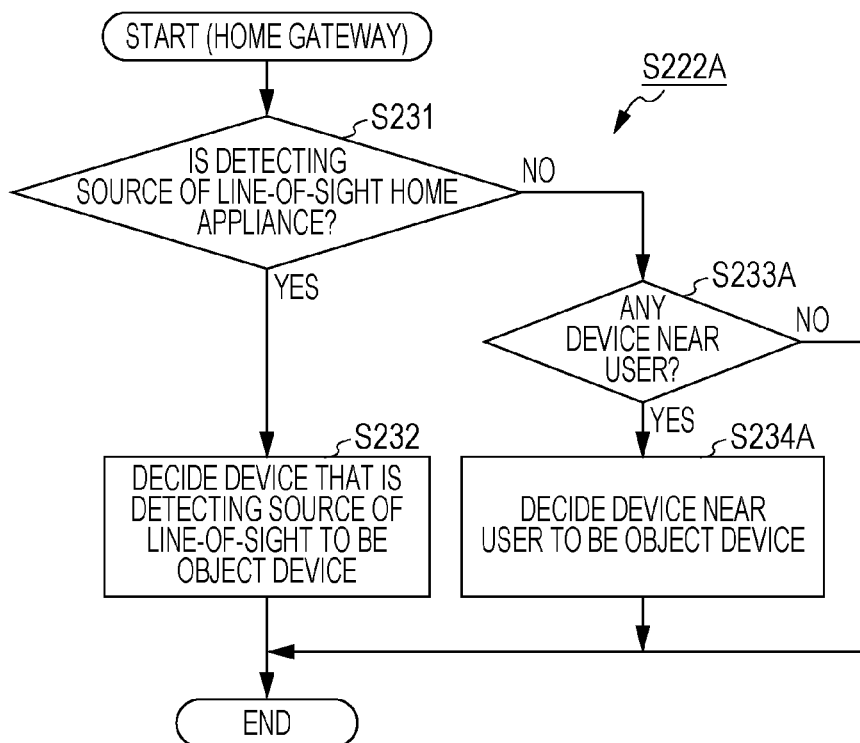 START (HOME GATEWAY)
S222A
S231
IS DETECTING
SOURCE OF LINE-OF-SIGHT HOME
APPLIANCE?
NO
YES
S233A
ANY
DEVICE NEAR
USER?
NO
YES
S232
DECIDE DEVICE THAT IS
DETECTING SOURCE OF
LINE-OF-SIGHT TO BE
OBJECT DEVICE
S234A
DECIDE DEVICE NEAR
USER TO BE OBJECT DEVICE
END